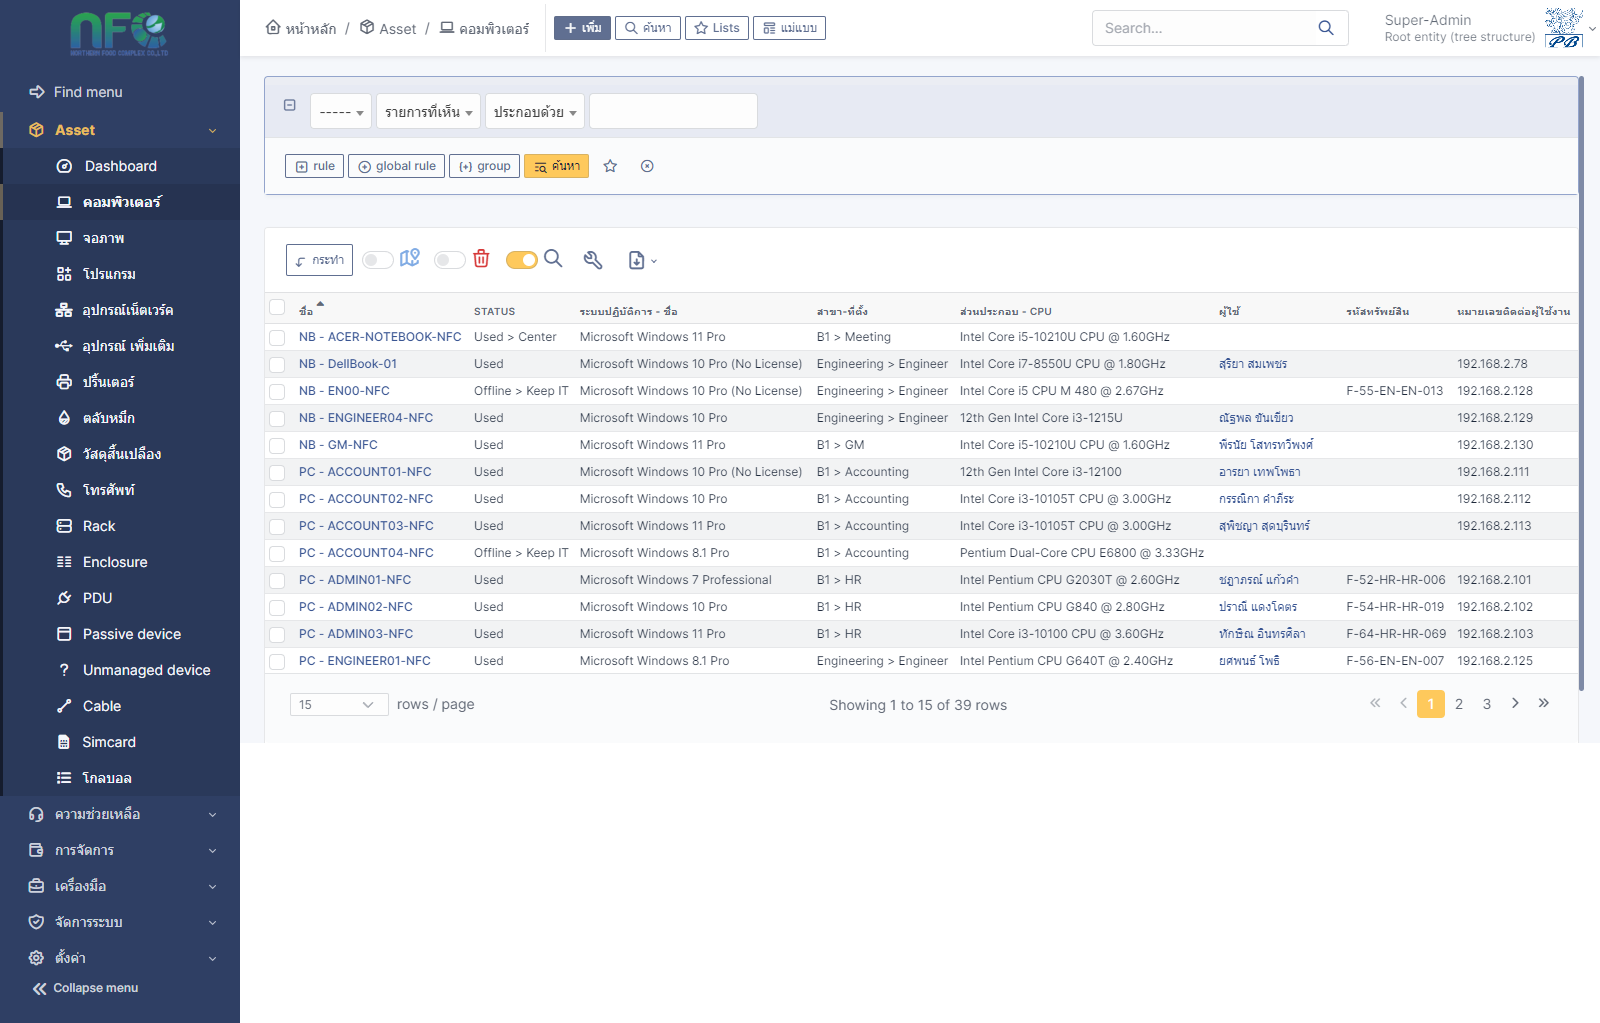 NFC
NORTHERN FOOD COMPLEX CO.,LTD
Find menu
Asset
Dashboard
คอมพิวเตอร์
จอภาพ
โปรแกรม
อุปกรณ์เน็ตเวร์ค
อุปกรณ์ เพิ่มเติม
ปริ้นเตอร์
ตลับหมึก
วัสดุสิ้นเปลือง
โทรศัพท์
Rack
Enclosure
PDU
Passive device
Unmanaged device
Cable
Simcard
โกลบอล
ความช่วยเหลือ
การจัดการ
เครื่องมือ
จัดการระบบ
ตั้งค่า
Collapse menu
หน้าหลัก / Asset / คอมพิวเตอร์
เพิ่ม ค้นหา Lists แม่แบบ
Search...
Super-Admin
Root entity (tree structure)
PB
----- รายการที่เห็น ประกอบด้วย
rule global rule group ค้นหา
กระทำ
ชื่อ STATUS ระบบปฏิบัติการ - ชื่อ สาขา-ที่ตั้ง ส่วนประกอบ - CPU ผู้ใช้ รหัสทรัพย์สิน หมายเลขติดต่อผู้ใช้งาน
NB - ACER-NOTEBOOK-NFC Used > Center Microsoft Windows 11 Pro B1 > Meeting Intel Core i5-10210U CPU @ 1.60GHz
NB - DellBook-01 Used Microsoft Windows 10 Pro (No License) Engineering > Engineer Intel Core i7-8550U CPU @ 1.80GHz สุริยา สมเพชร 192.168.2.78
NB - EN00-NFC Offline > Keep IT Microsoft Windows 10 Pro (No License) Engineering > Engineer Intel Core i5 CPU M 480 @ 2.67GHz F-55-EN-EN-013 192.168.2.128
NB - ENGINEER04-NFC Used Microsoft Windows 10 Pro Engineering > Engineer 12th Gen Intel Core i3-1215U ณัฐพล ขันเขียว 192.168.2.129
NB - GM-NFC Used Microsoft Windows 11 Pro B1 > GM Intel Core i5-10210U CPU @ 1.60GHz พีรนัย โสทรทวีพงศ์ 192.168.2.130
PC - ACCOUNT01-NFC Used Microsoft Windows 10 Pro (No License) B1 > Accounting 12th Gen Intel Core i3-12100 อารยา เทพโพธา 192.168.2.111
PC - ACCOUNT02-NFC Used Microsoft Windows 10 Pro B1 > Accounting Intel Core i3-10105T CPU @ 3.00GHz กรรณิกา คำภีระ 192.168.2.112
PC - ACCOUNT03-NFC Used Microsoft Windows 11 Pro B1 > Accounting Intel Core i3-10105T CPU @ 3.00GHz สุพิชญา สุดบุรินทร์ 192.168.2.113
PC - ACCOUNT04-NFC Offline > Keep IT Microsoft Windows 8.1 Pro B1 > Accounting Pentium Dual-Core CPU E6800 @ 3.33GHz
PC - ADMIN01-NFC Used Microsoft Windows 7 Professional B1 > HR Intel Pentium CPU G2030T @ 2.60GHz ชฎาภรณ์ แก้วคำ F-52-HR-HR-006 192.168.2.101
PC - ADMIN02-NFC Used Microsoft Windows 10 Pro B1 > HR Intel Pentium CPU G840 @ 2.80GHz ปราณี แดงโคตร F-54-HR-HR-019 192.168.2.102
PC - ADMIN03-NFC Used Microsoft Windows 11 Pro B1 > HR Intel Core i3-10100 CPU @ 3.60GHz ทักษิณ อินทรศิลา F-64-HR-HR-069 192.168.2.103
PC - ENGINEER01-NFC Used Microsoft Windows 8.1 Pro Engineering > Engineer Intel Pentium CPU G640T @ 2.40GHz ยศพนธ์ โพธิ F-56-EN-EN-007 192.168.2.125
15 rows / page Showing 1 to 15 of 39 rows « ‹ 1 2 3 › »